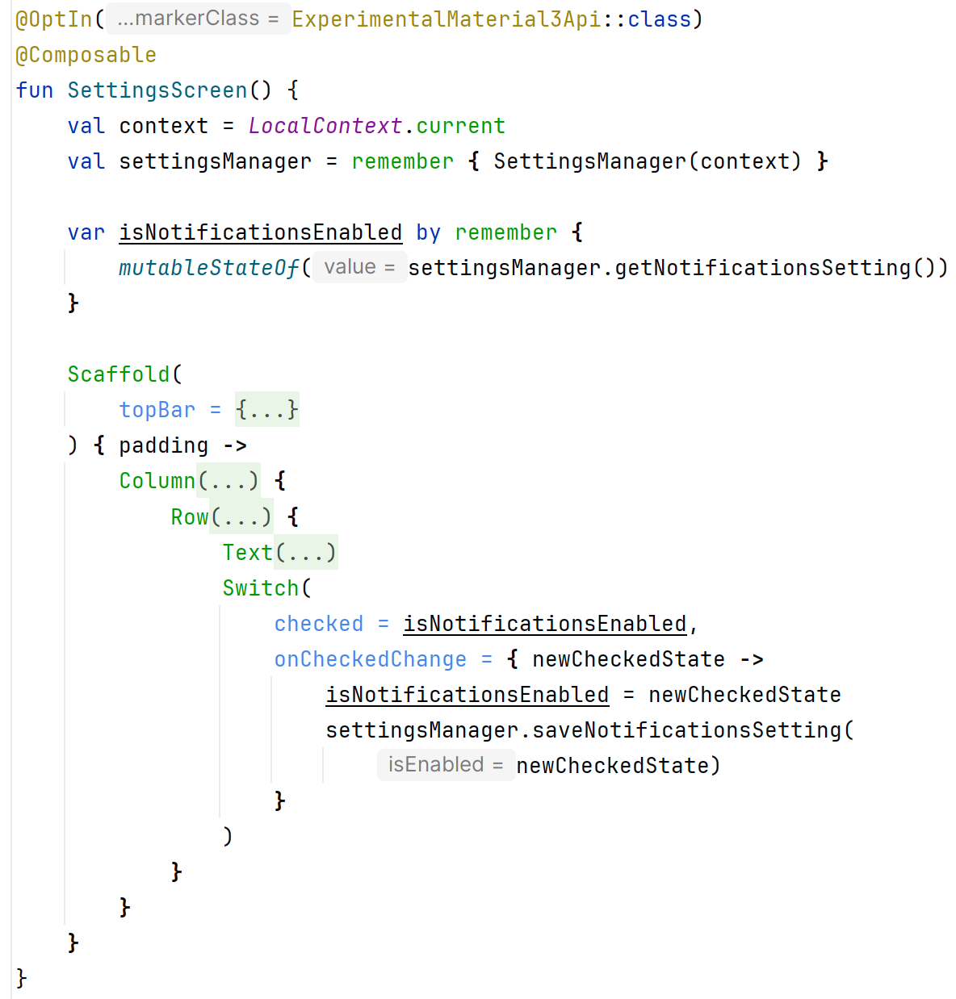 @OptIn(...markerClass = ExperimentalMaterial3Api::class)
@Composable
fun SettingsScreen() {
    val context = LocalContext.current
    val settingsManager = remember { SettingsManager(context) }

    var isNotificationsEnabled by remember {
        mutableStateOf( value = settingsManager.getNotificationsSetting())
    }

    Scaffold(
        topBar = {...}
    ) { padding ->
        Column(...) {
            Row(...) {
                Text(...)
                Switch(
                    checked = isNotificationsEnabled,
                    onCheckedChange = { newCheckedState ->
                        isNotificationsEnabled = newCheckedState
                        settingsManager.saveNotificationsSetting(
                            isEnabled = newCheckedState)
                    }
                )
            }
        }
    }
}